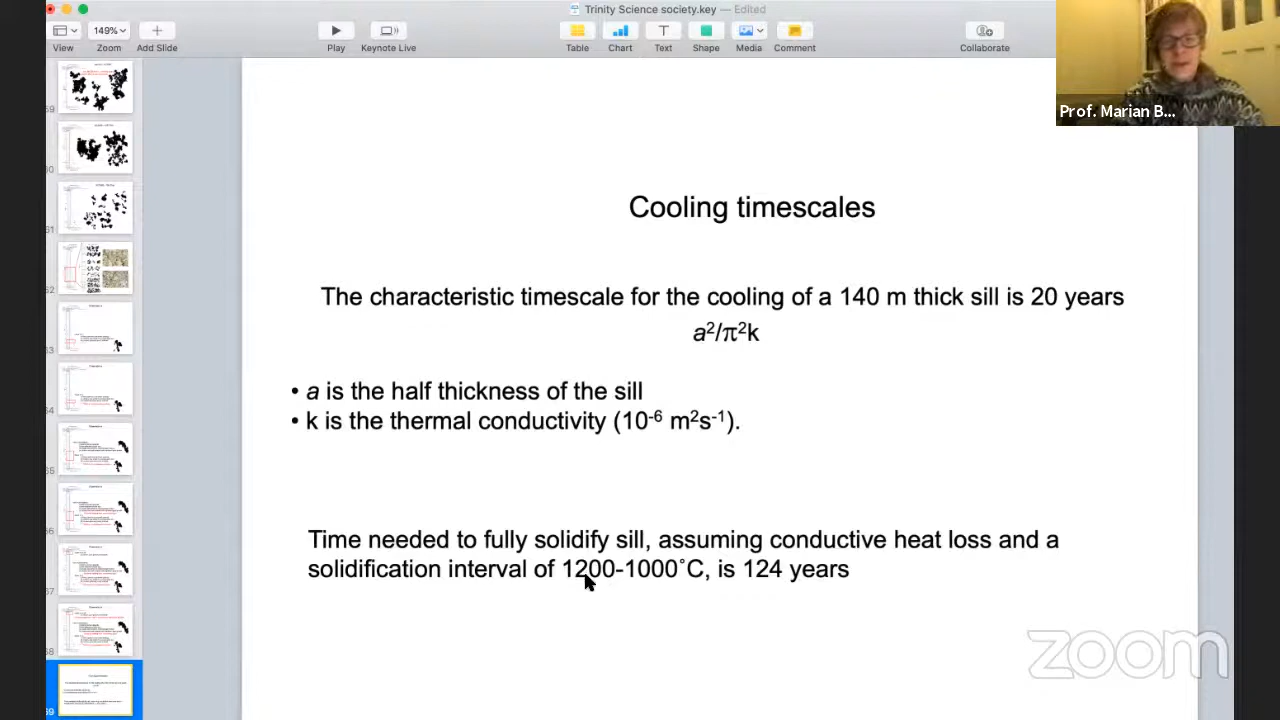 Trinity Science society.key — Edited
149%
View
Zoom
Add Slide
Play
Keynote Live
Table
Chart
Text
Shape
Media
Comment
Collaborate
Prof. Marian B...
Cooling timescales
The characteristic timescale for the cooling of a 140 m thick sill is 20 years
a²/π²k
• a is the half thickness of the sill
• k is the thermal conductivity (10⁻⁶ m²s⁻¹).
Time needed to fully solidify sill, assuming conductive heat loss and a
solidification interval of 1200-1000˚C, is 124 years
zoom